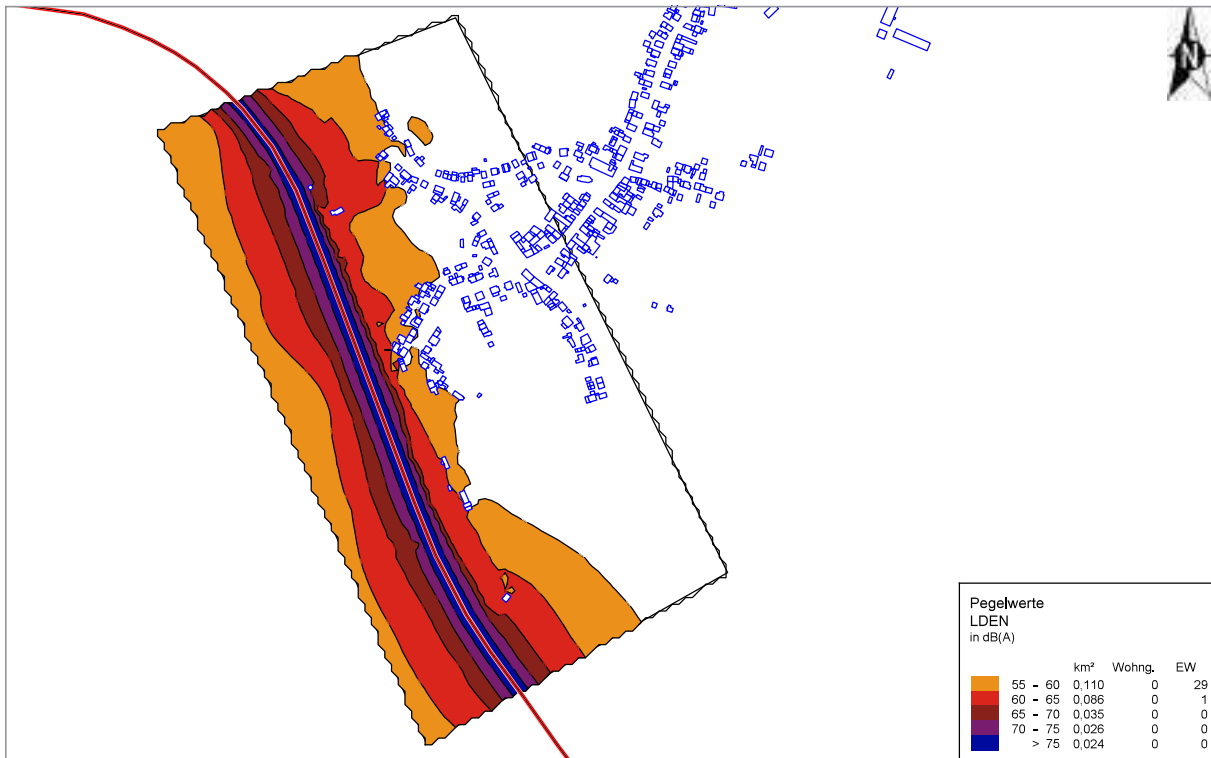 N
Pegelwerte
LDEN
in dB(A)
km² Wohng. EW
55 - 60 0,110 0 29
60 - 65 0,086 0 1
65 - 70 0,035 0 0
70 - 75 0,026 0 0
> 75 0,024 0 0